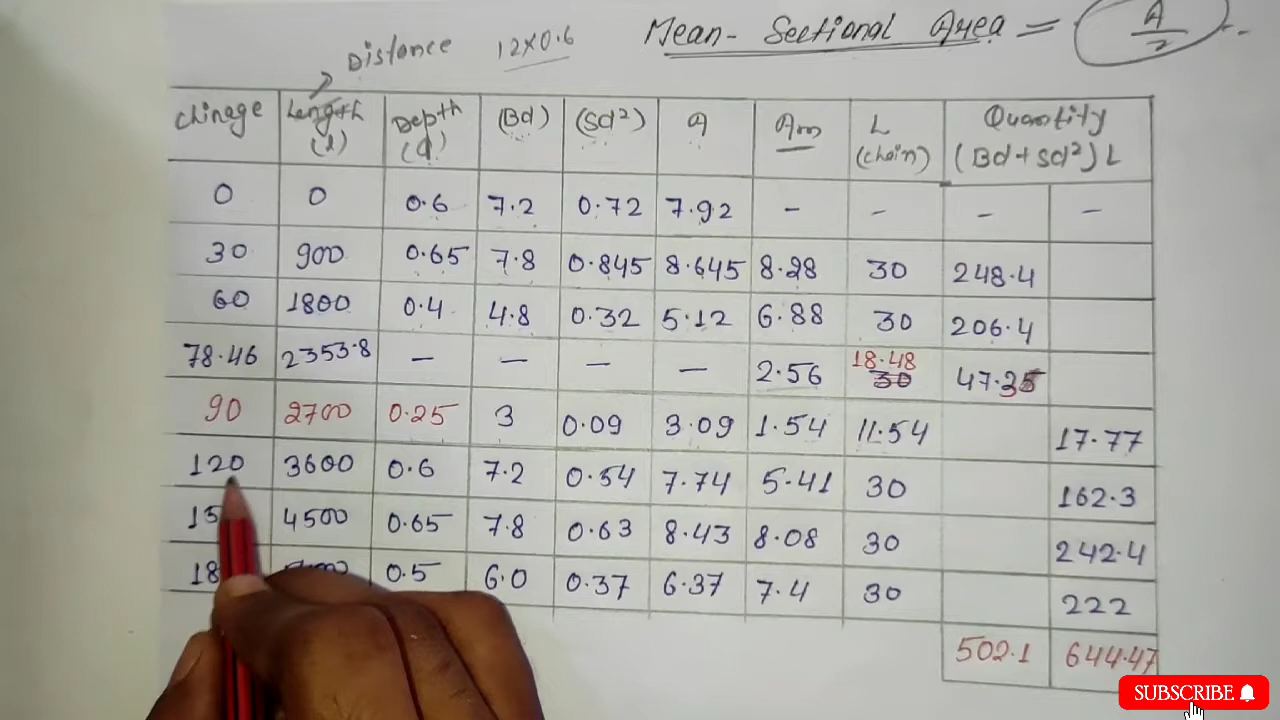 Distance 12x0.6 Mean-Sectional Area = A/2
Chinage Length (l) Depth (d) (Bd) (Sd²) A Am L (chain) Quantity (Bd+Sd²)L
0 0 0.6 7.2 0.72 7.92 - - - -
30 900 0.65 7.8 0.845 8.645 8.28 30 248.4
60 1800 0.4 4.8 0.32 5.12 6.88 30 206.4
78.46 2353.8 - - - - 2.56 18.48 30 47.35
90 2700 0.25 3 0.09 3.09 1.54 11.54 17.77
120 3600 0.6 7.2 0.54 7.74 5.41 30 162.3
4500 0.65 7.8 0.63 8.43 8.08 30 242.4
0.5 6.0 0.37 6.37 7.4 30 222
502.1 644.47
SUBSCRIBE